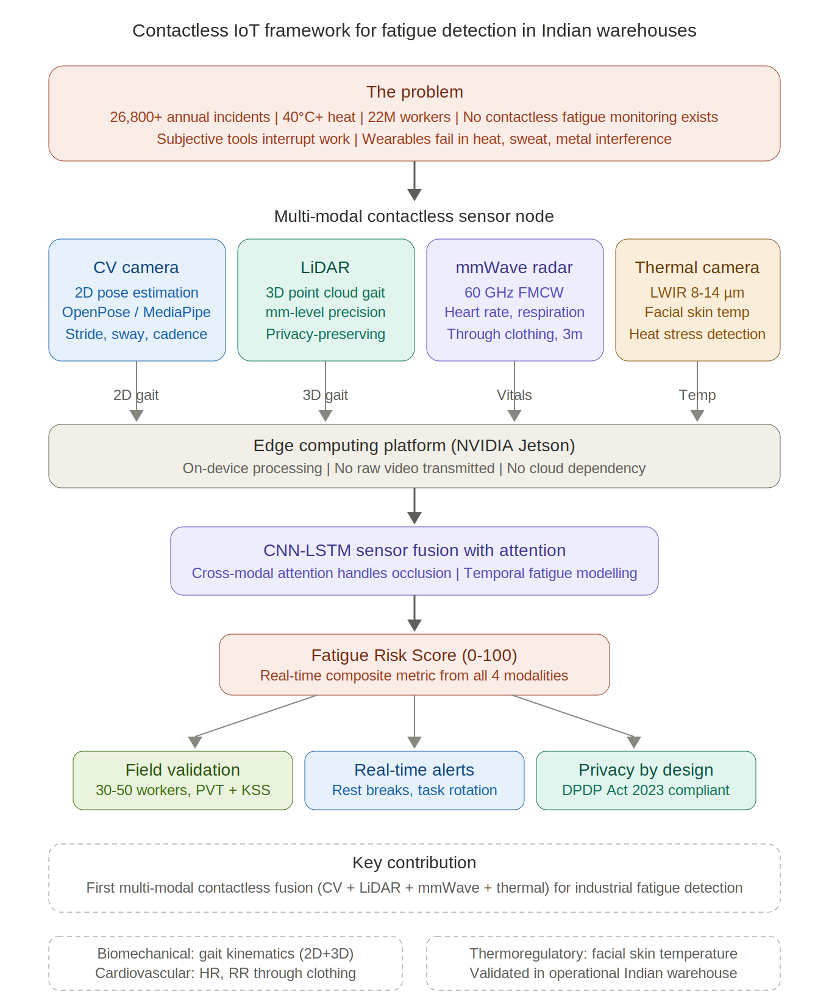 Contactless IoT framework for fatigue detection in Indian warehouses
The problem
26,800+ annual incidents | 40°C+ heat | 22M workers | No contactless fatigue monitoring exists
Subjective tools interrupt work | Wearables fail in heat, sweat, metal interference
Multi-modal contactless sensor node
CV camera
2D pose estimation
OpenPose / MediaPipe
Stride, sway, cadence
LiDAR
3D point cloud gait
mm-level precision
Privacy-preserving
mmWave radar
60 GHz FMCW
Heart rate, respiration
Through clothing, 3m
Thermal camera
LWIR 8-14 µm
Facial skin temp
Heat stress detection
2D gait
3D gait
Vitals
Temp
Edge computing platform (NVIDIA Jetson)
On-device processing | No raw video transmitted | No cloud dependency
CNN-LSTM sensor fusion with attention
Cross-modal attention handles occlusion | Temporal fatigue modelling
Fatigue Risk Score (0-100)
Real-time composite metric from all 4 modalities
Field validation
30-50 workers, PVT + KSS
Real-time alerts
Rest breaks, task rotation
Privacy by design
DPDP Act 2023 compliant
Key contribution
First multi-modal contactless fusion (CV + LiDAR + mmWave + thermal) for industrial fatigue detection
Biomechanical: gait kinematics (2D+3D)
Cardiovascular: HR, RR through clothing
Thermoregulatory: facial skin temperature
Validated in operational Indian warehouse